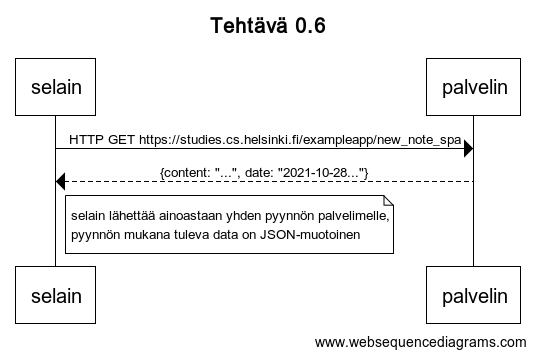 Tehtävä 0.6
selain
palvelin
HTTP GET https://studies.cs.helsinki.fi/exampleapp/new_note_spa
{content: "...", date: "2021-10-28..."}
selain lähettää ainoastaan yhden pyynnön palvelimelle,
pyynnön mukana tuleva data on JSON-muotoinen
selain
palvelin
www.websequencediagrams.com